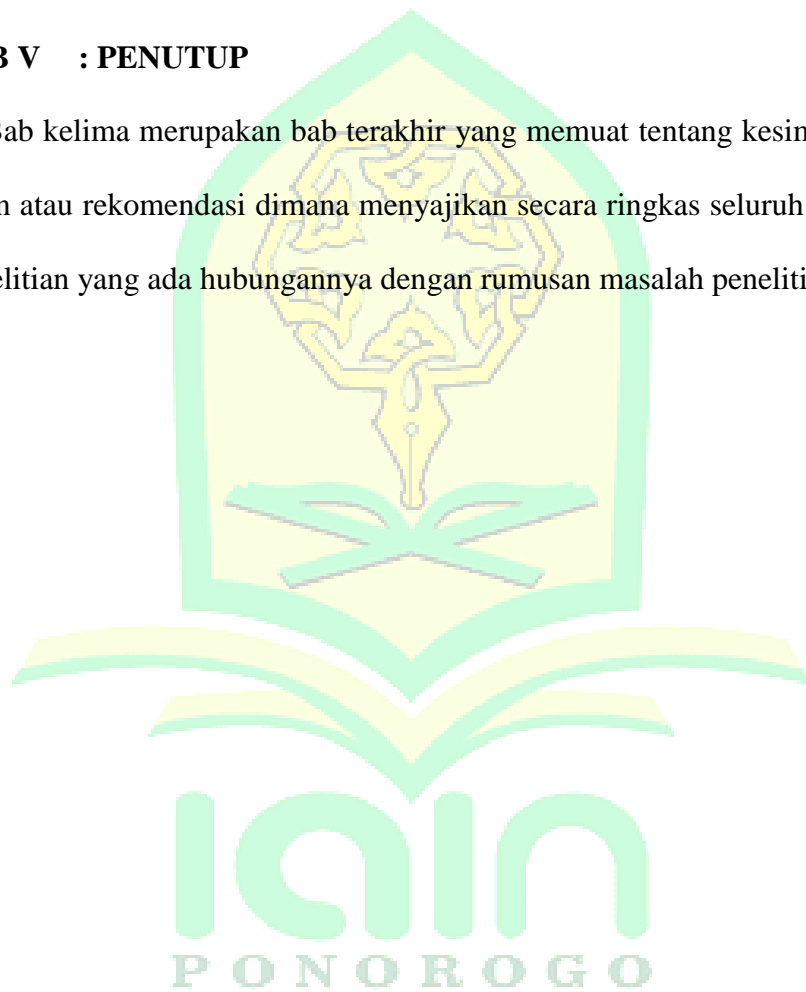 B V : PENUTUP
Bab kelima merupakan bab terakhir yang memuat tentang kesim
n atau rekomendasi dimana menyajikan secara ringkas seluruh
elitian yang ada hubungannya dengan rumusan masalah peneliti
iain
PONOROGO